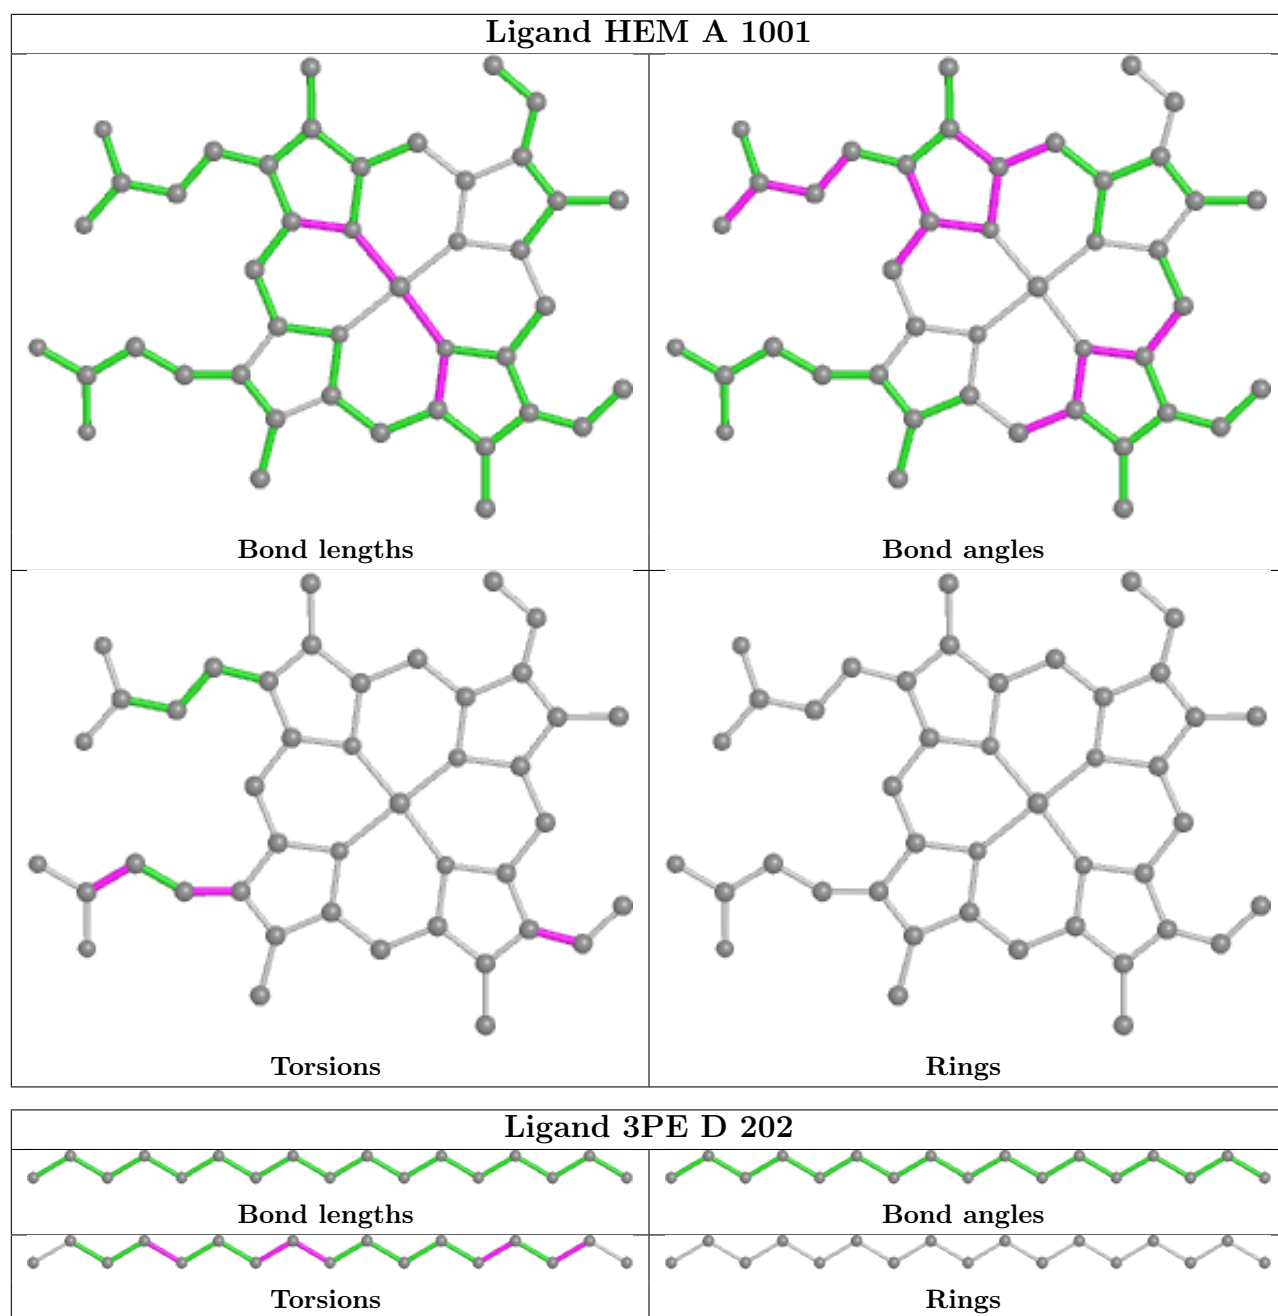 Ligand HEM A 1001
Bond lengths
Bond angles
Torsions
Rings
Ligand 3PE D 202
Bond lengths
Bond angles
Torsions
Rings